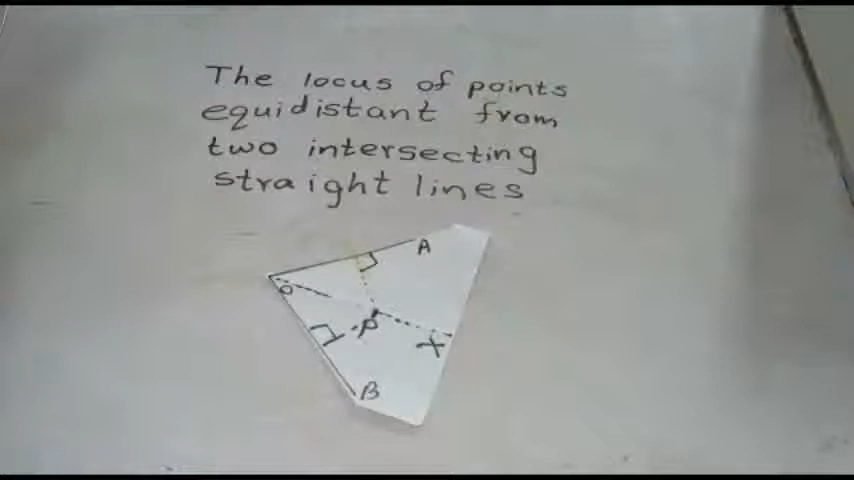 The locus of points
equidistant from
two intersecting
straight lines
A
O
P
X
B